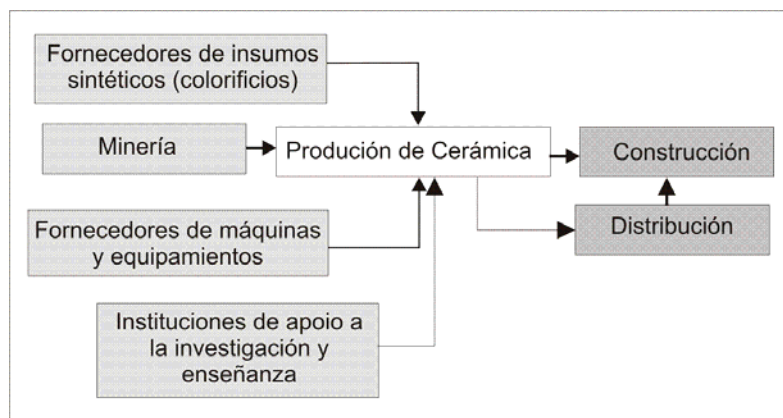 Fornecedores de insumos
sintéticos (colorificios)
Minería
Produción de Cerámica
Construcción
Distribución
Fornecedores de máquinas
y equipamientos
Instituciones de apoio a
la investigación y
enseñanza